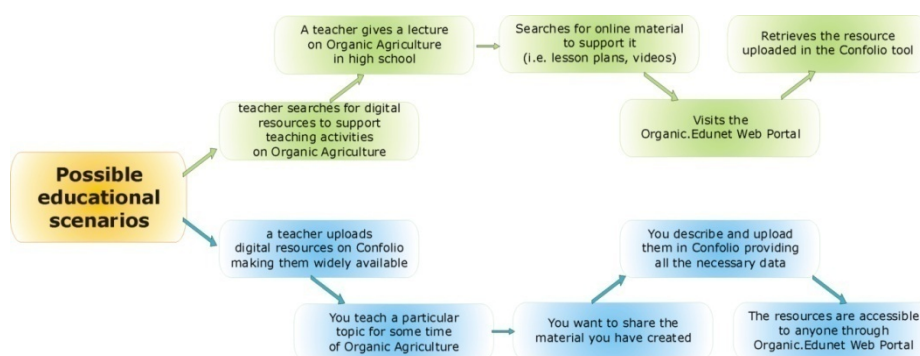 Possible
educational
scenarios
teacher searches for digital
resources to support
teaching activities
on Organic Agriculture
A teacher gives a lecture
on Organic Agriculture
in high school
Searches for online material
to support it
(i.e. lesson plans, videos)
Visits the
Organic.Edunet Web Portal
Retrieves the resource
uploaded in the Confolio tool
a teacher uploads
digital resources on Confolio
making them widely available
You teach a particular
topic for some time
of Organic Agriculture
You want to share the
material you have created
You describe and upload
them in Confolio providing
all the necessary data
The resources are accessible
to anyone through
Organic.Edunet Web Portal